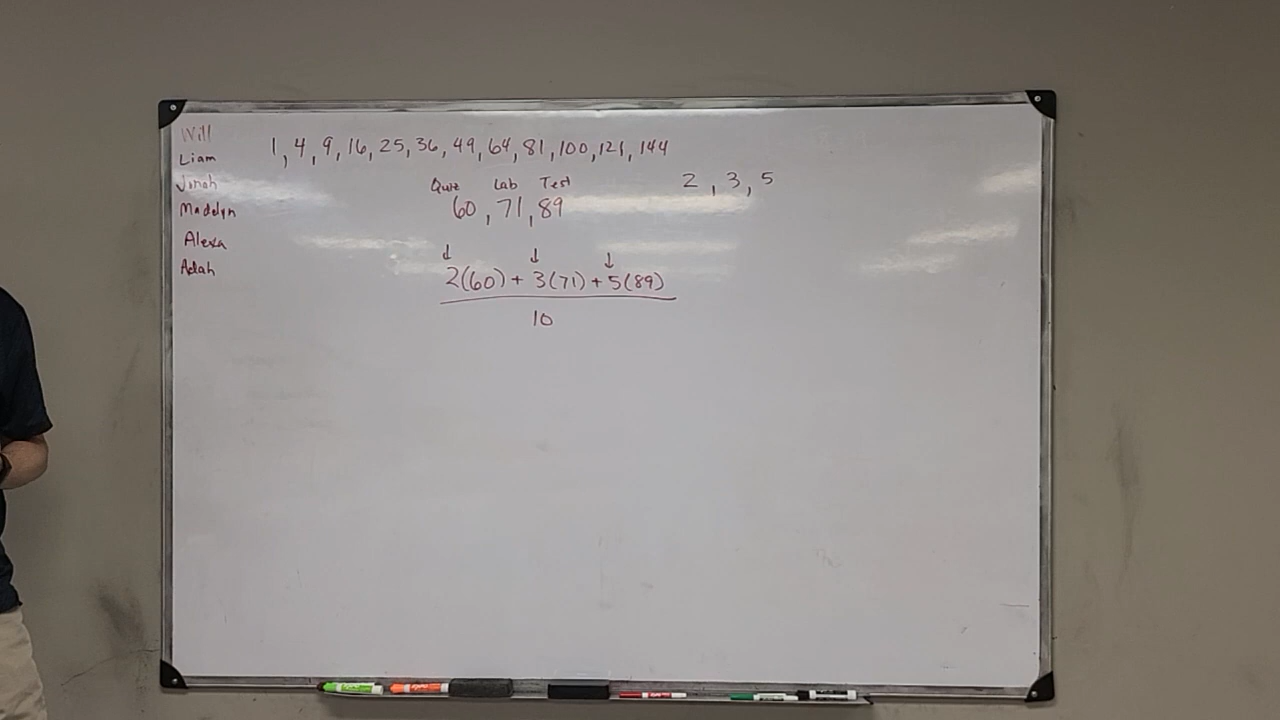 Will
Liam
Jonah
Madelyn
Alexa
Adah
1, 4, 9, 16, 25, 36, 49, 64, 81, 100, 121, 144
Quiz Lab Test
60, 71, 89
2, 3, 5
↓ ↓ ↓
2(60) + 3(71) + 5(89)
10